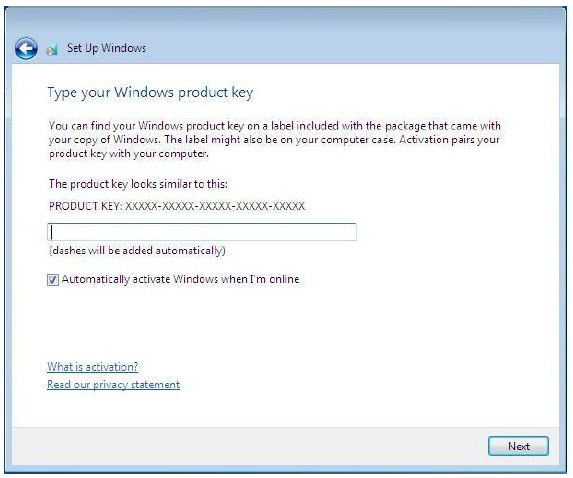 Set Up Windows
Type your Windows product key
You can find your Windows product key on a label included with the package that came with
your copy of Windows. The label might also be on your computer case. Activation pairs your
product key with your computer.
The product key looks similar to this:
PRODUCT KEY: XXXXX-XXXXX-XXXXX-XXXXX-XXXXX
(dashes will be added automatically)
Automatically activate Windows when I'm online
What is activation?
Read our privacy statement
Next